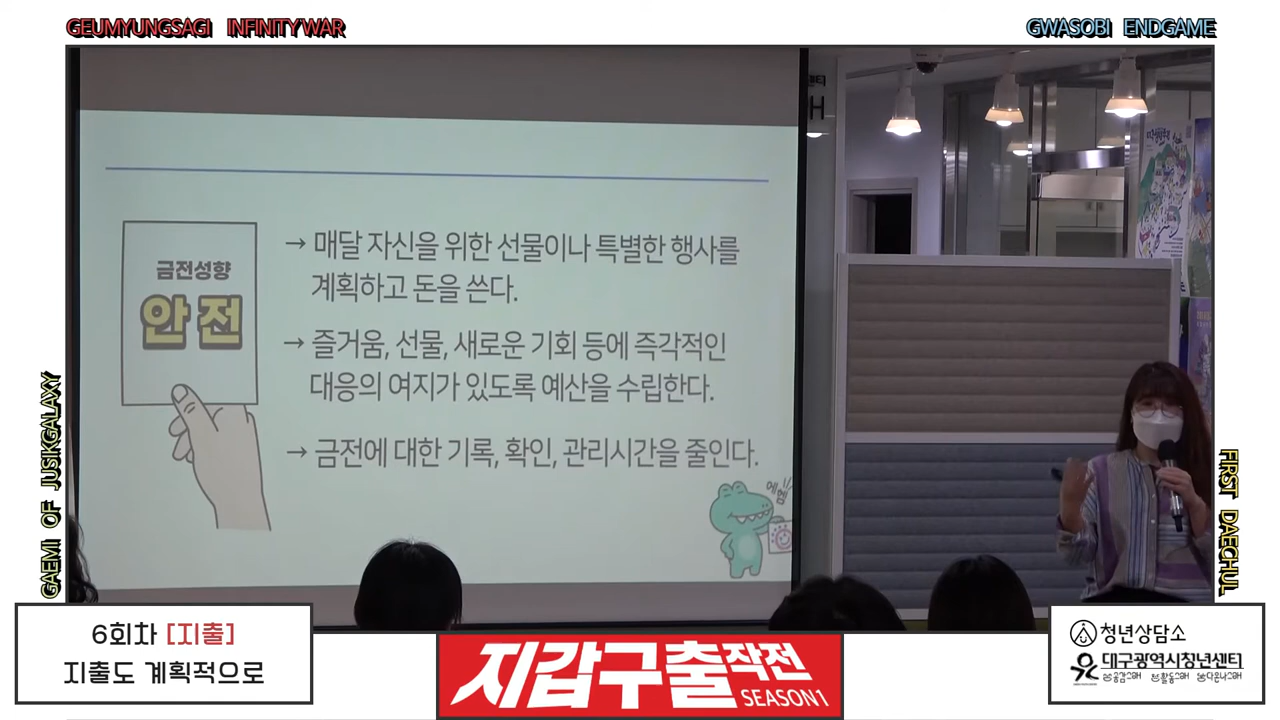 GEUMYUNGSAGI INFINITY WAR
GWASOBI ENDGAME
금전성향
안전
→ 매달 자신을 위한 선물이나 특별한 행사를
계획하고 돈을 쓴다.
→ 즐거움, 선물, 새로운 기회 등에 즉각적인
대응의 여지가 있도록 예산을 수립한다.
→ 금전에 대한 기록, 확인, 관리시간을 줄인다.
에헴
GAEMI OF JUSIKGALAXY
FIRST DAECHUL
6회차 [지출]
지출도 계획적으로
지갑구출작전
SEASON1
청년상담소
대구광역시청년센터